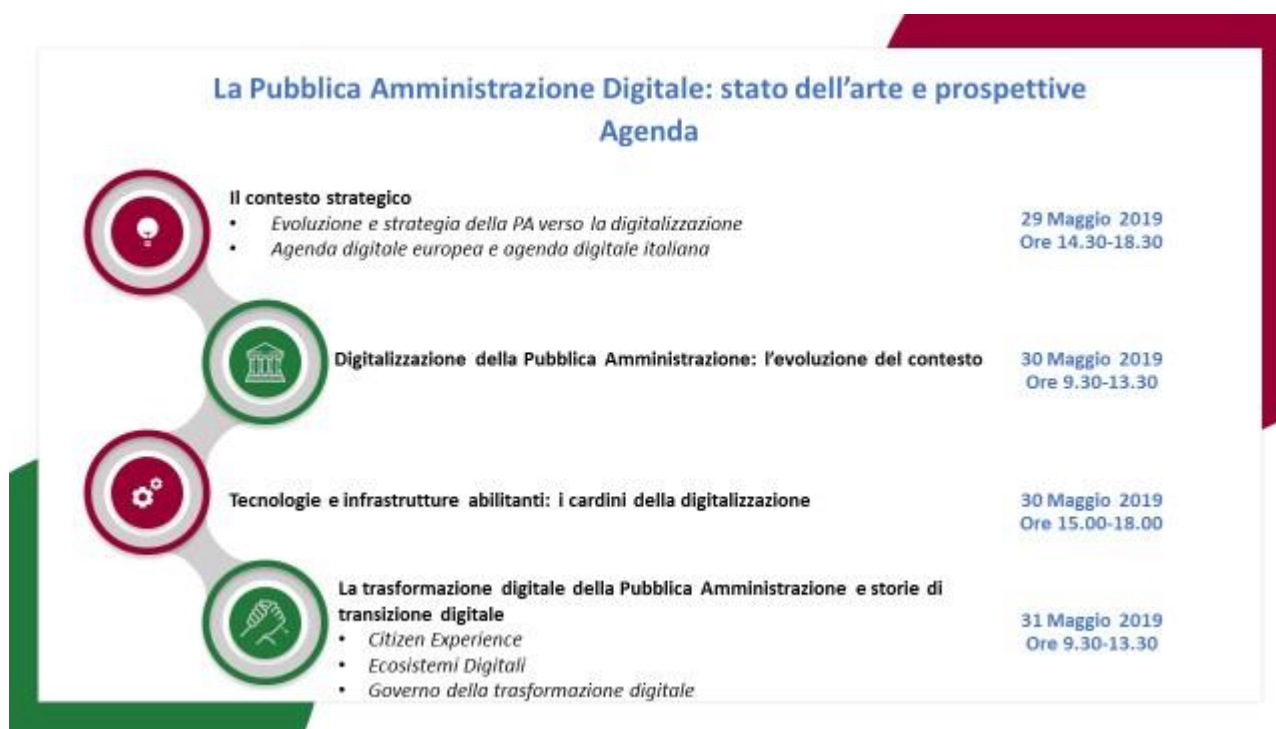 La Pubblica Amministrazione Digitale: stato dell'arte e prospettive
Agenda
Il contesto strategico
• Evoluzione e strategia della PA verso la digitalizzazione
• Agenda digitale europea e agenda digitale italiana
29 Maggio 2019
Ore 14.30-18.30
Digitalizzazione della Pubblica Amministrazione: l'evoluzione del contesto
30 Maggio 2019
Ore 9.30-13.30
Tecnologie e infrastrutture abilitanti: i cardini della digitalizzazione
30 Maggio 2019
Ore 15.00-18.00
La trasformazione digitale della Pubblica Amministrazione e storie di
transizione digitale
• Citizen Experience
• Ecosistemi Digitali
• Governo della trasformazione digitale
31 Maggio 2019
Ore 9.30-13.30